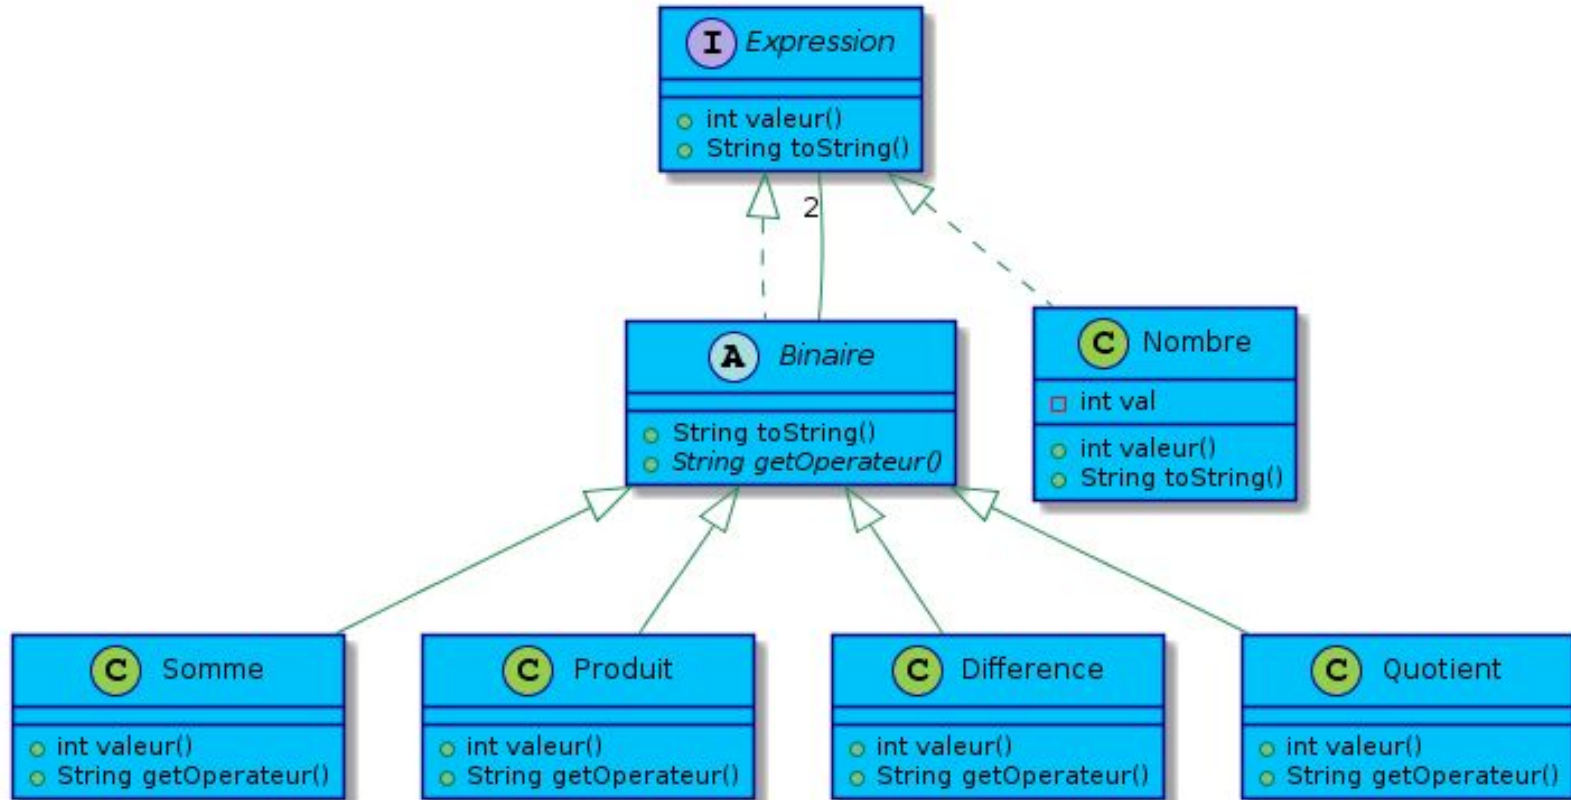 I Expression
int valeur()
String toString()
2
A Binaire
String toString()
String getOperateur()
C Nombre
int val
int valeur()
String toString()
C Somme
int valeur()
String getOperateur()
C Produit
int valeur()
String getOperateur()
C Difference
int valeur()
String getOperateur()
C Quotient
int valeur()
String getOperateur()